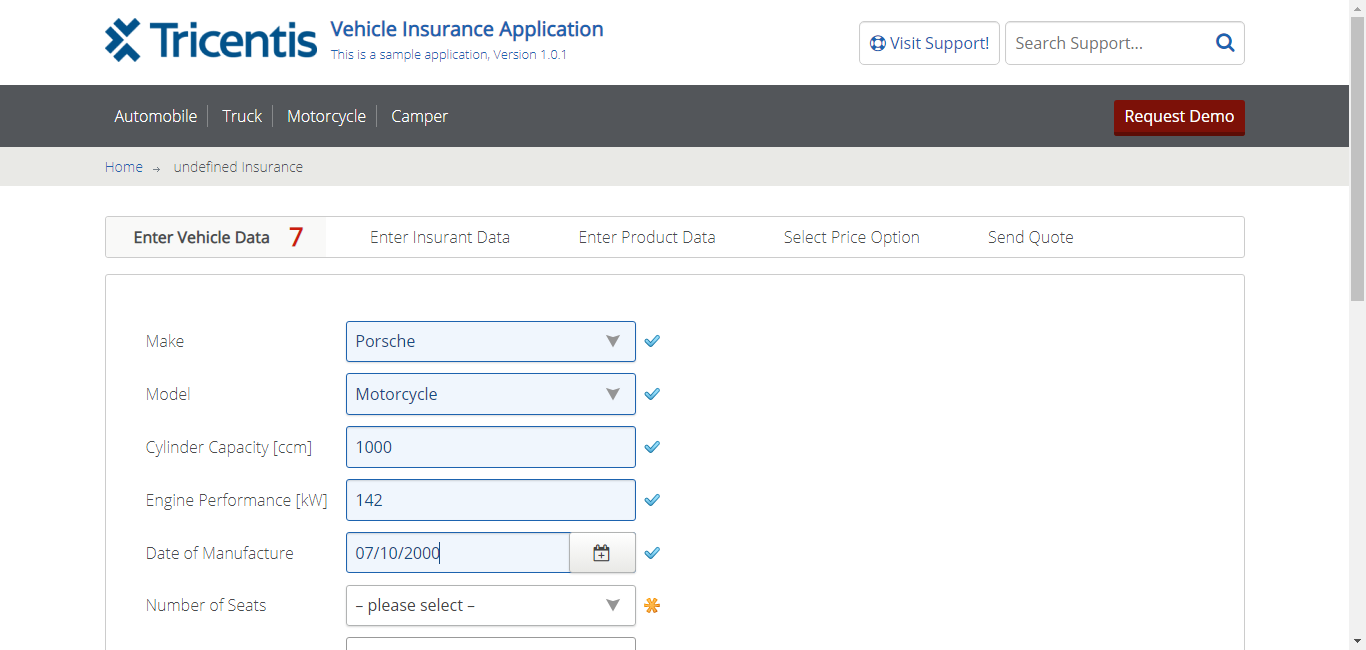 Tricentis
Vehicle Insurance Application
This is a sample application, Version 1.0.1
Visit Support!
Search Support...
Automobile
Truck
Motorcycle
Camper
Request Demo
Home → undefined Insurance
Enter Vehicle Data 7
Enter Insurant Data
Enter Product Data
Select Price Option
Send Quote
Make
Porsche
Model
Motorcycle
Cylinder Capacity [ccm]
1000
Engine Performance [kW]
142
Date of Manufacture
07/10/2000
Number of Seats
– please select –